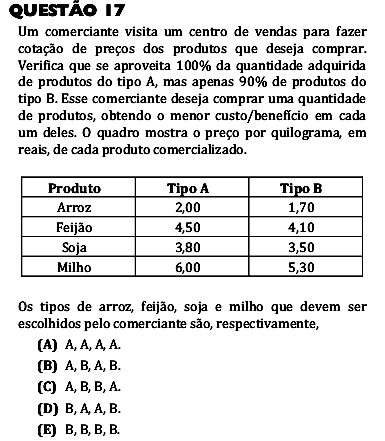 QUESTÃO 17
Um comerciante visita um centro de vendas para fazer
cotação de preços dos produtos que deseja comprar.
Verifica que se aproveita 100% da quantidade adquirida
de produtos do tipo A, mas apenas 90% de produtos do
tipo B. Esse comerciante deseja comprar uma quantidade
de produtos, obtendo o menor custo/benefício em cada
um deles. O quadro mostra o preço por quilograma, em
reais, de cada produto comercializado.
Produto Tipo A Tipo B
Arroz 2,00 1,70
Feijão 4,50 4,10
Soja 3,80 3,50
Milho 6,00 5,30
Os tipos de arroz, feijão, soja e milho que devem ser
escolhidos pelo comerciante são, respectivamente,
(A) A, A, A, A.
(B) A, B, A, B.
(C) A, B, B, A.
(D) B, A, A, B.
(E) B, B, B, B.